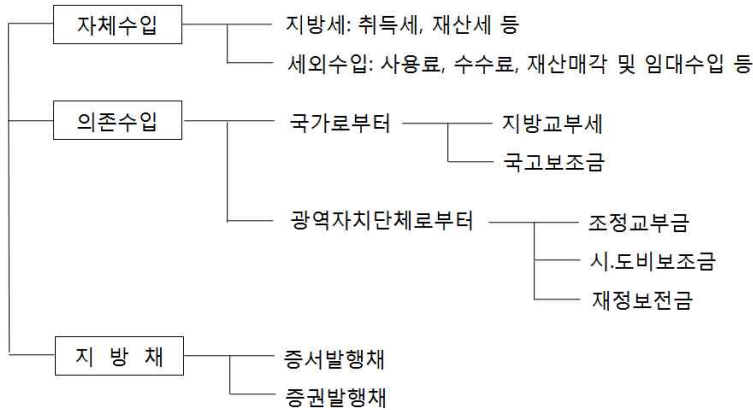 자체수입
지방세: 취득세, 재산세 등
세외수입: 사용료, 수수료, 재산매각 및 임대수입 등
의존수입
국가로부터
지방교부세
국고보조금
광역자치단체로부터
조정교부금
시.도비보조금
재정보전금
지 방 채
증서발행채
증권발행채